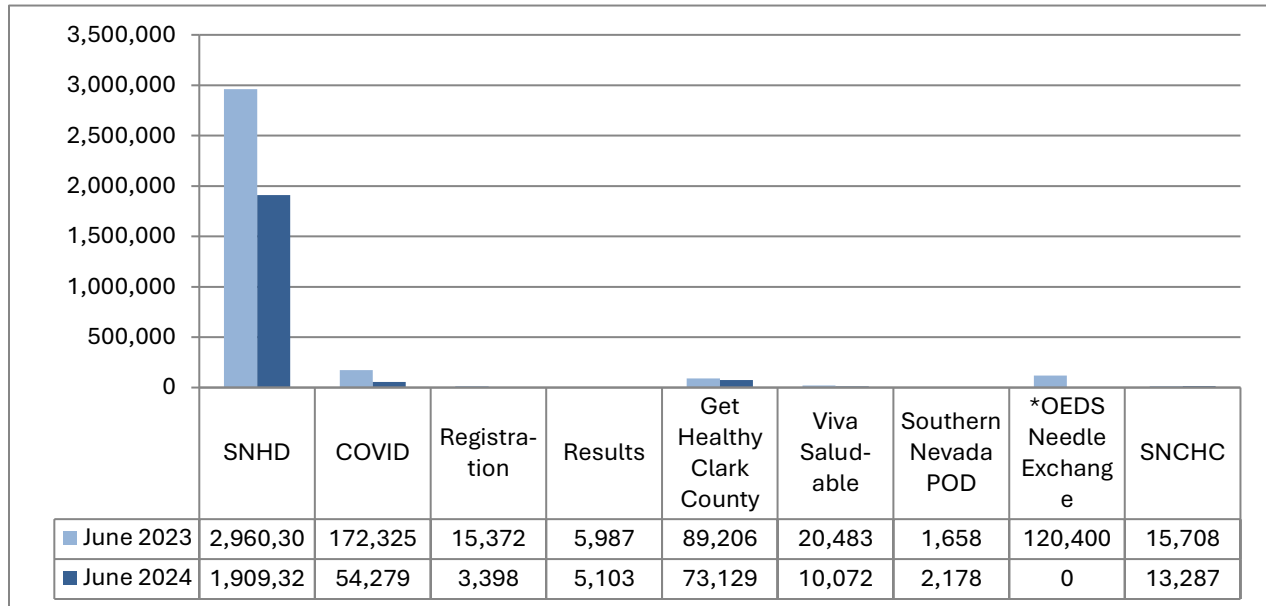 3,500,000
3,000,000
2,500,000
2,000,000
1,500,000
1,000,000
500,000
0
SNHD
COVID
Registra-
tion
Results
Get
Healthy
Clark
County
Viva
Salud-
able
Southern
Nevada
POD
*OEDS
Needle
Exchang
e
SNCHC
June 2023 2,960,30 172,325 15,372 5,987 89,206 20,483 1,658 120,400 15,708
June 2024 1,909,32 54,279 3,398 5,103 73,129 10,072 2,178 0 13,287